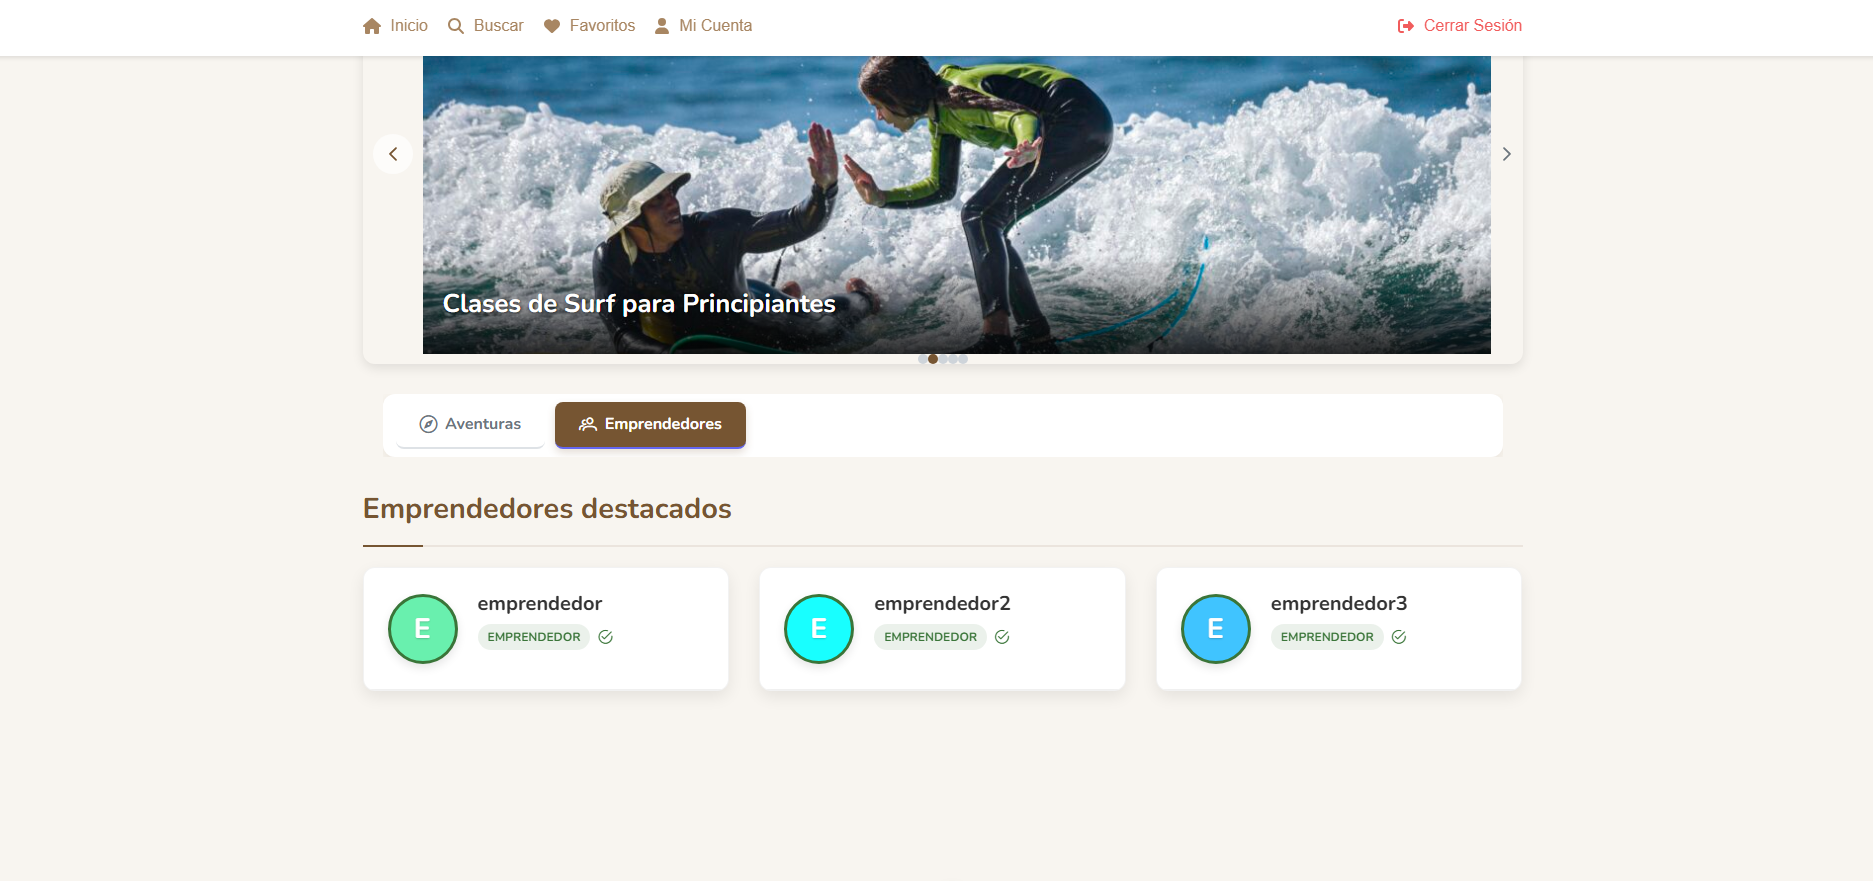 Inicio Buscar Favoritos Mi Cuenta Cerrar Sesión
Clases de Surf para Principiantes
Aventuras Emprendedores
Emprendedores destacados
E emprendedor
EMPRENDEDOR
E emprendedor2
EMPRENDEDOR
E emprendedor3
EMPRENDEDOR